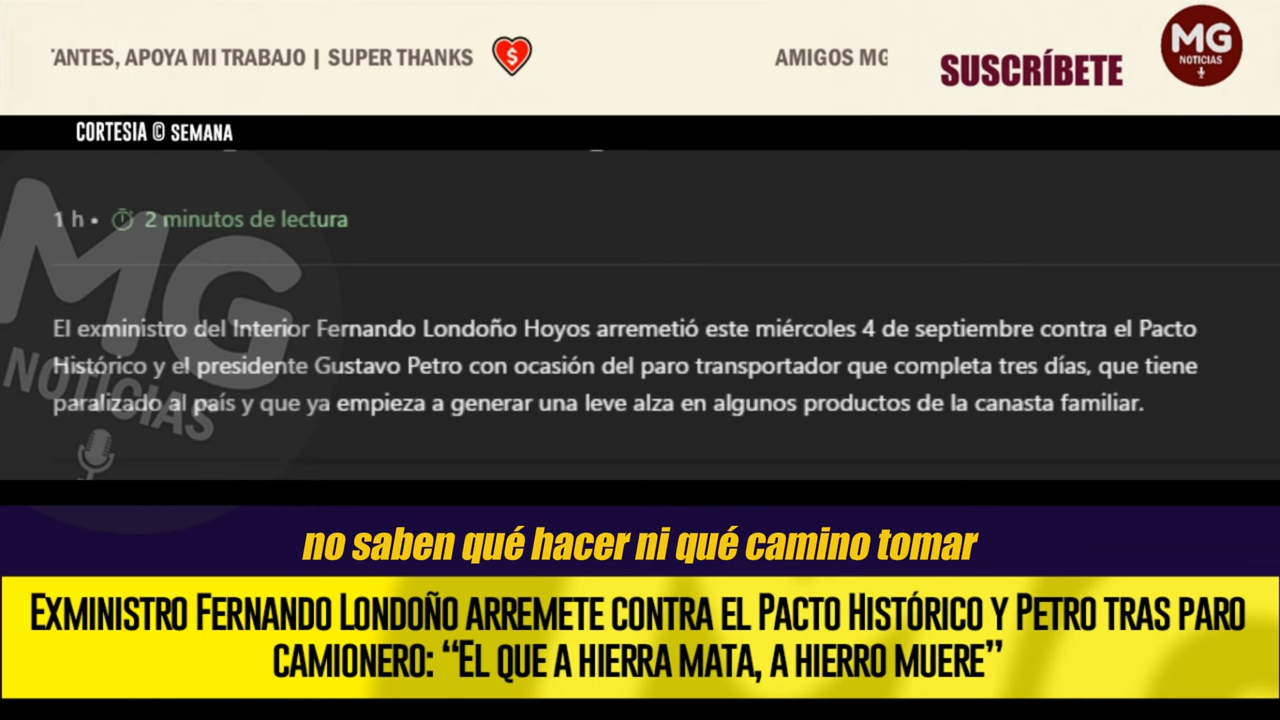 'ANTES, APOYA MI TRABAJO | SUPER THANKS
AMIGOS MG
SUSCRÍBETE
MG
NOTICIAS
CORTESIA © SEMANA
1 h • 2 minutos de lectura
El exministro del Interior Fernando Londoño Hoyos arremetió este miércoles 4 de septiembre contra el Pacto
Histórico y el presidente Gustavo Petro con ocasión del paro transportador que completa tres días, que tiene
paralizado al país y que ya empieza a generar una leve alza en algunos productos de la canasta familiar.
MG
NOTICIAS
no saben qué hacer ni qué camino tomar
EXMINISTRO FERNANDO LONDOÑO ARREMETE CONTRA EL PACTO HISTÓRICO Y PETRO TRAS PARO
CAMIONERO: “EL QUE A HIERRA MATA, A HIERRO MUERE”